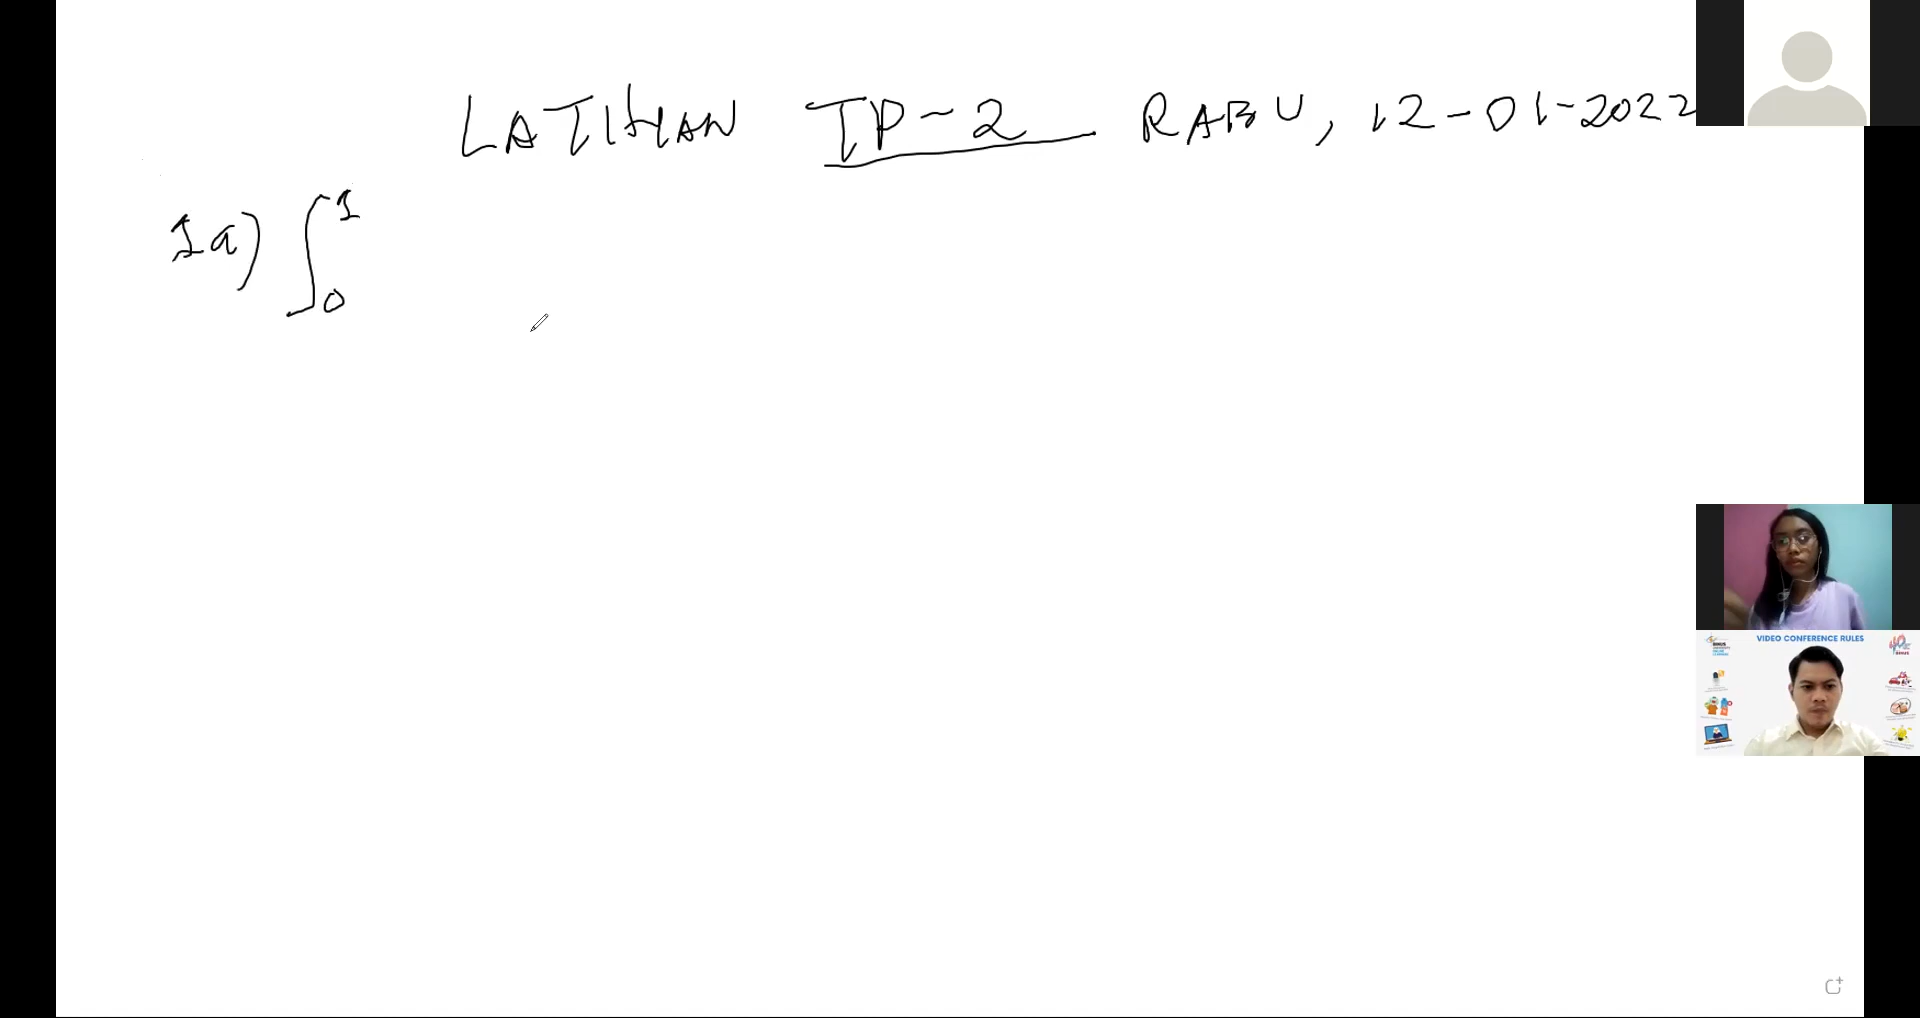 LATIHAN TP-2 RABU, 12-01-2022
1a) ∫₀¹
VIDEO CONFERENCE RULES